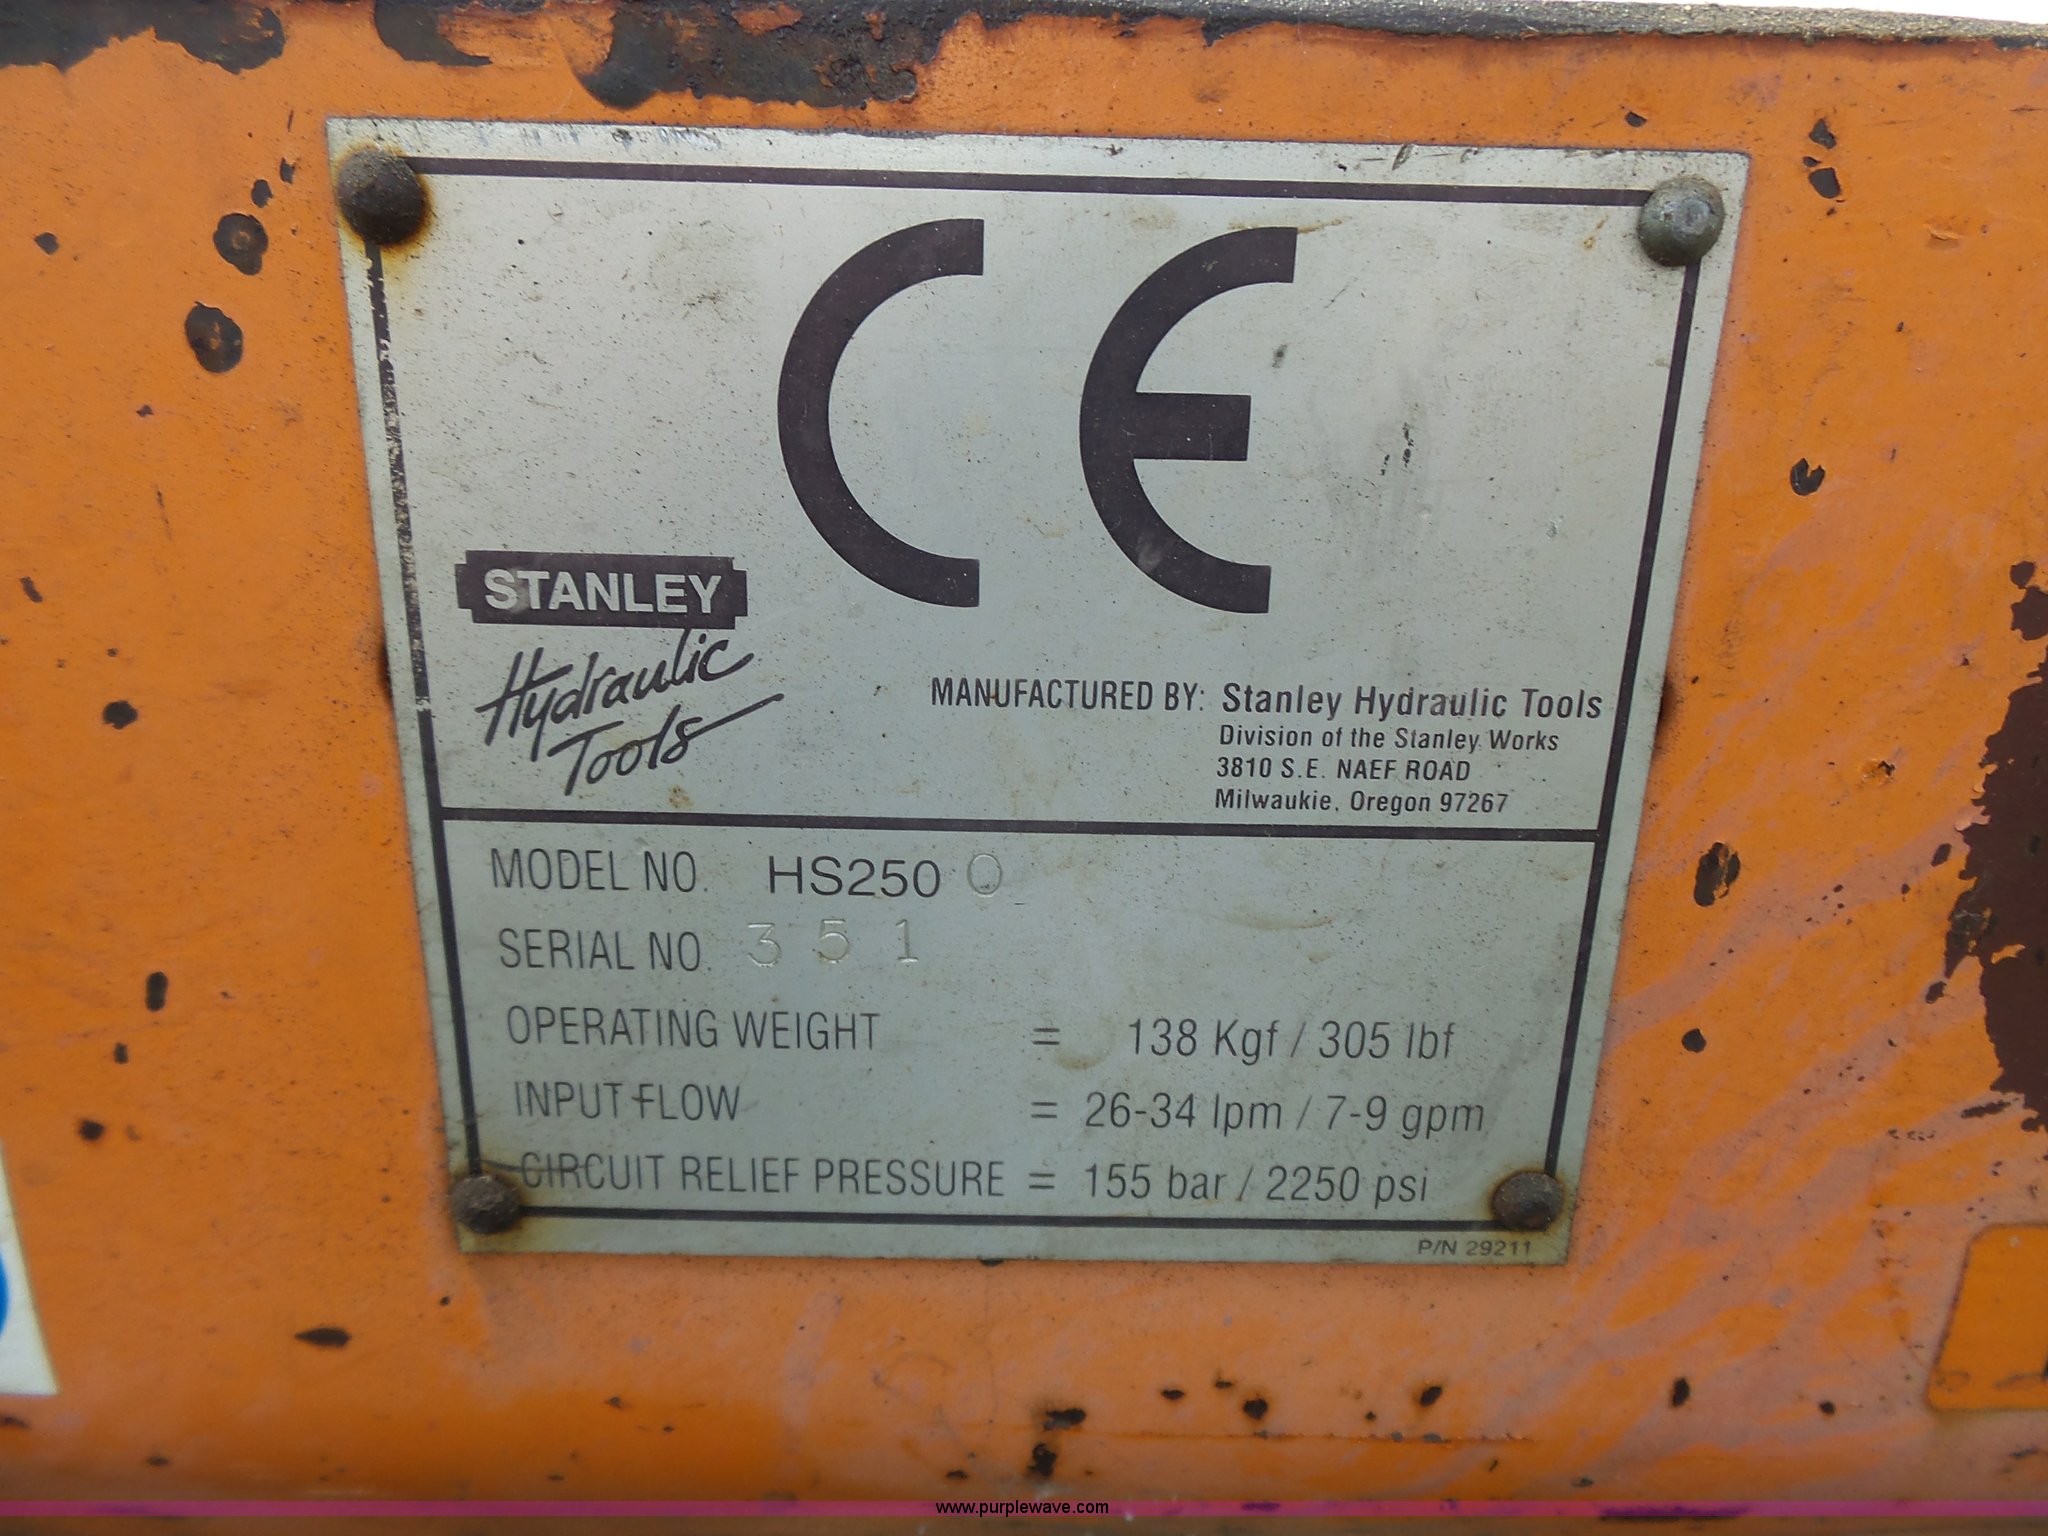 CE
STANLEY
Hydraulic
Tools
MANUFACTURED BY: Stanley Hydraulic Tools
Division of the Stanley Works
3810 S.E. NAEF ROAD
Milwaukie, Oregon 97267
MODEL NO. HS250 0
SERIAL NO. 3 5 1
OPERATING WEIGHT = 138 Kgf / 305 lbf
INPUT FLOW = 26-34 lpm / 7-9 gpm
CIRCUIT RELIEF PRESSURE = 155 bar / 2250 psi
P/N 29211
www.purplewave.com